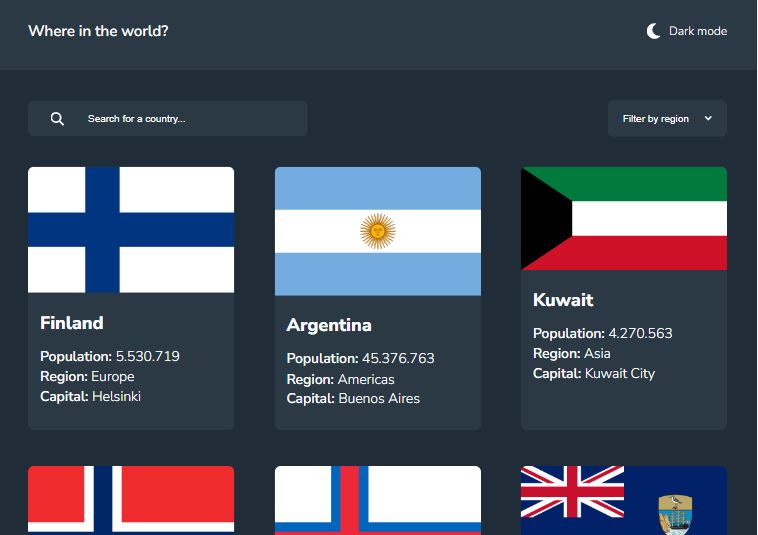 Where in the world?
Dark mode
Search for a country...
Filter by region
Finland
Population: 5.530.719
Region: Europe
Capital: Helsinki
Argentina
Population: 45.376.763
Region: Americas
Capital: Buenos Aires
Kuwait
Population: 4.270.563
Region: Asia
Capital: Kuwait City